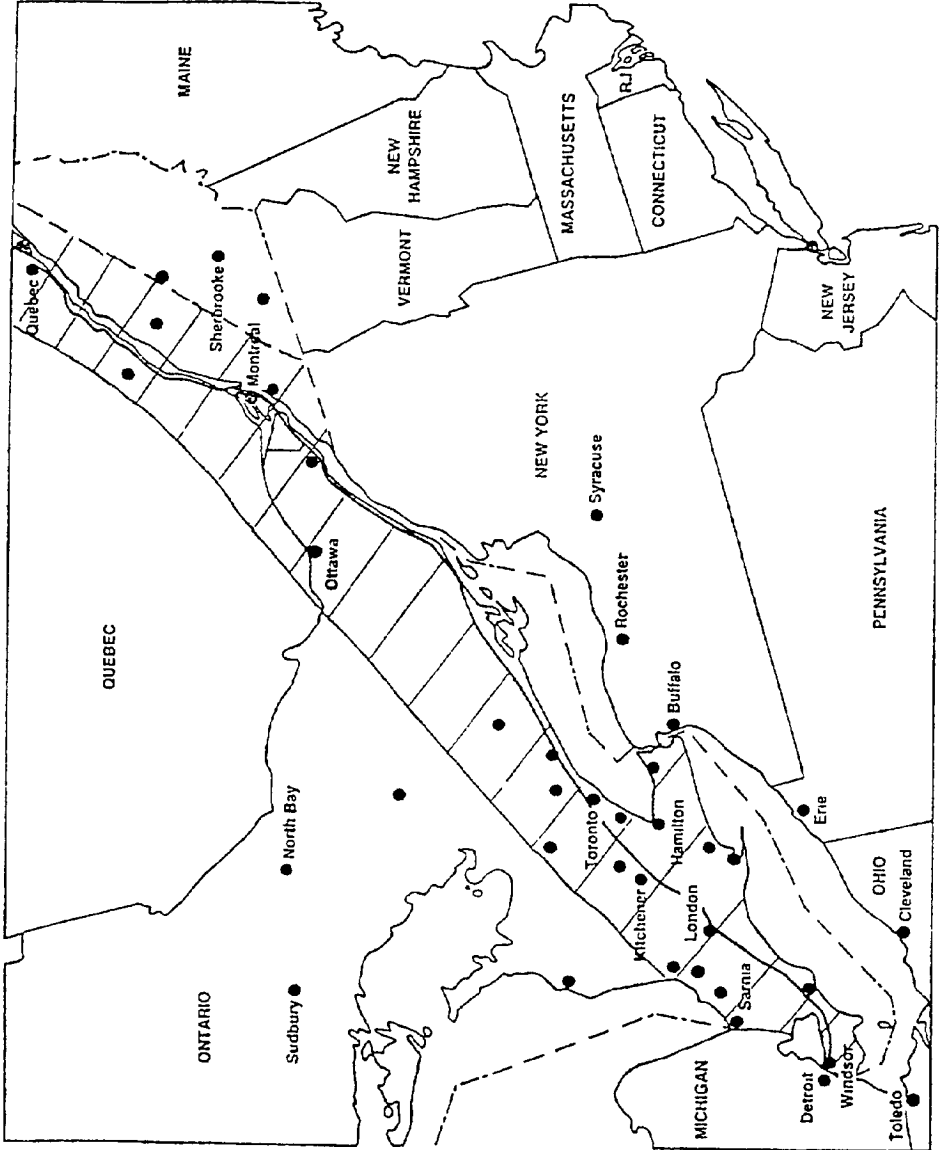 MAINE
NEW
HAMPSHIRE
VERMONT
MASSACHUSETTS
R.I
CONNECTICUT
NEW
JERSEY
NEW YORK
PENNSYLVANIA
OHIO
MICHIGAN
ONTARIO
QUEBEC
Quebec
Sherbrooke
Montreal
Ottawa
North Bay
Sudbury
Syracuse
Rochester
Buffalo
Toronto
Hamilton
Kitchener
London
Sarnia
Erie
Cleveland
Detroit
Windsor
Toledo